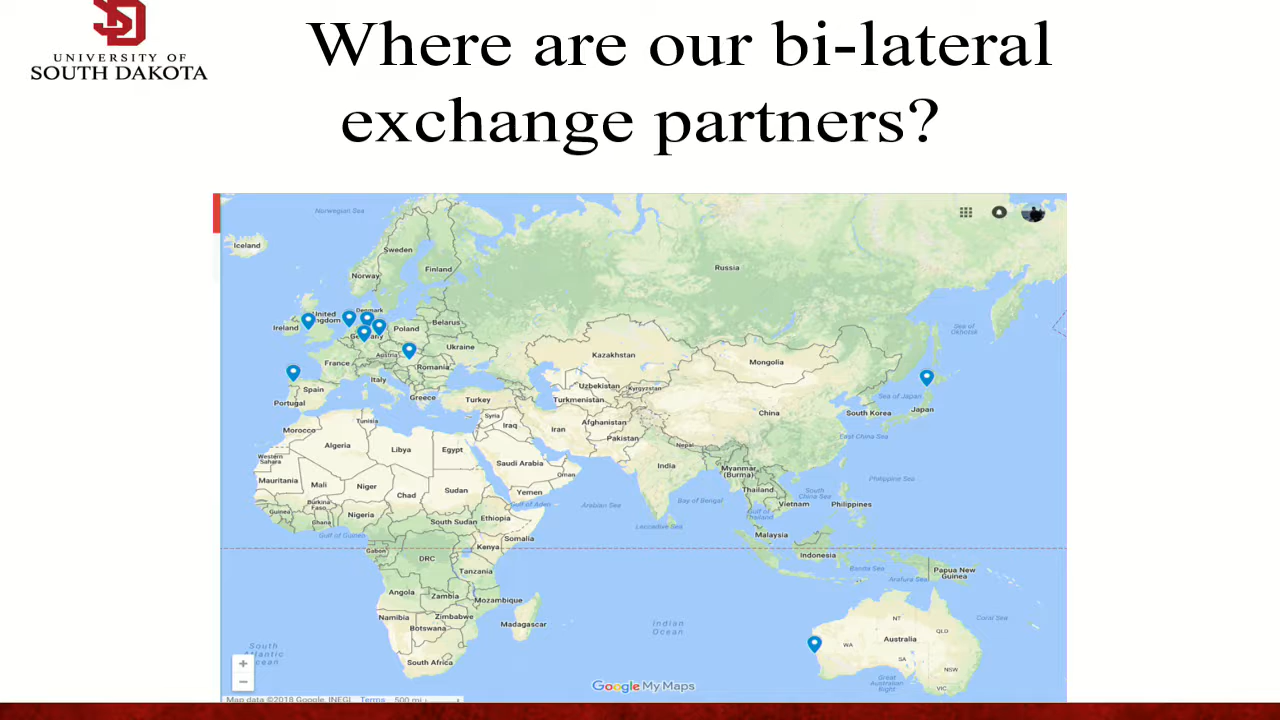 UNIVERSITY OF
SOUTH DAKOTA
Where are our bi-lateral
exchange partners?
Norwegian Sea
Iceland
Sweden
Finland
Norway
Russia
United
Kingdom
Denmark
Ireland
Poland
Belarus
Sea of
Okhotsk
Germany
Ukraine
Austria
France
Romania
Kazakhstan
Mongolia
Italy
Spain
Uzbekistan
Kyrgyzstan
Portugal
Greece
Turkey
Turkmenistan
Sea of Japan
China
South Korea
Japan
Syria
Tunisia
Iraq
Iran
Afghanistan
Morocco
Pakistan
East China Sea
Algeria
Libya
Egypt
Nepal
Western
Sahara
Saudi Arabia
India
Myanmar
(Burma)
Oman
Mauritania
Mali
Niger
Chad
Sudan
Yemen
Philippine Sea
Thailand
South
China Sea
Burkina
Faso
Gulf of Aden
Arabian Sea
Bay of Bengal
Vietnam
Philippines
Guinea
Ghana
Nigeria
South Sudan
Ethiopia
Gulf of
Thailand
Laccadive Sea
Gulf of Guinea
Somalia
Malaysia
Gabon
Kenya
DRC
Indonesia
Tanzania
Banda Sea
Papua New
Guinea
Arafura Sea
Angola
Zambia
Mozambique
Namibia
Zimbabwe
Madagascar
Botswana
Indian
Ocean
NT
Coral Sea
QLD
Australia
WA
South
Atlantic
Ocean
SA
South Africa
NSW
Great
Australian
Bight
VIC
+
−
Google My Maps
Map data ©2018 Google, INEGI Terms 500 mi